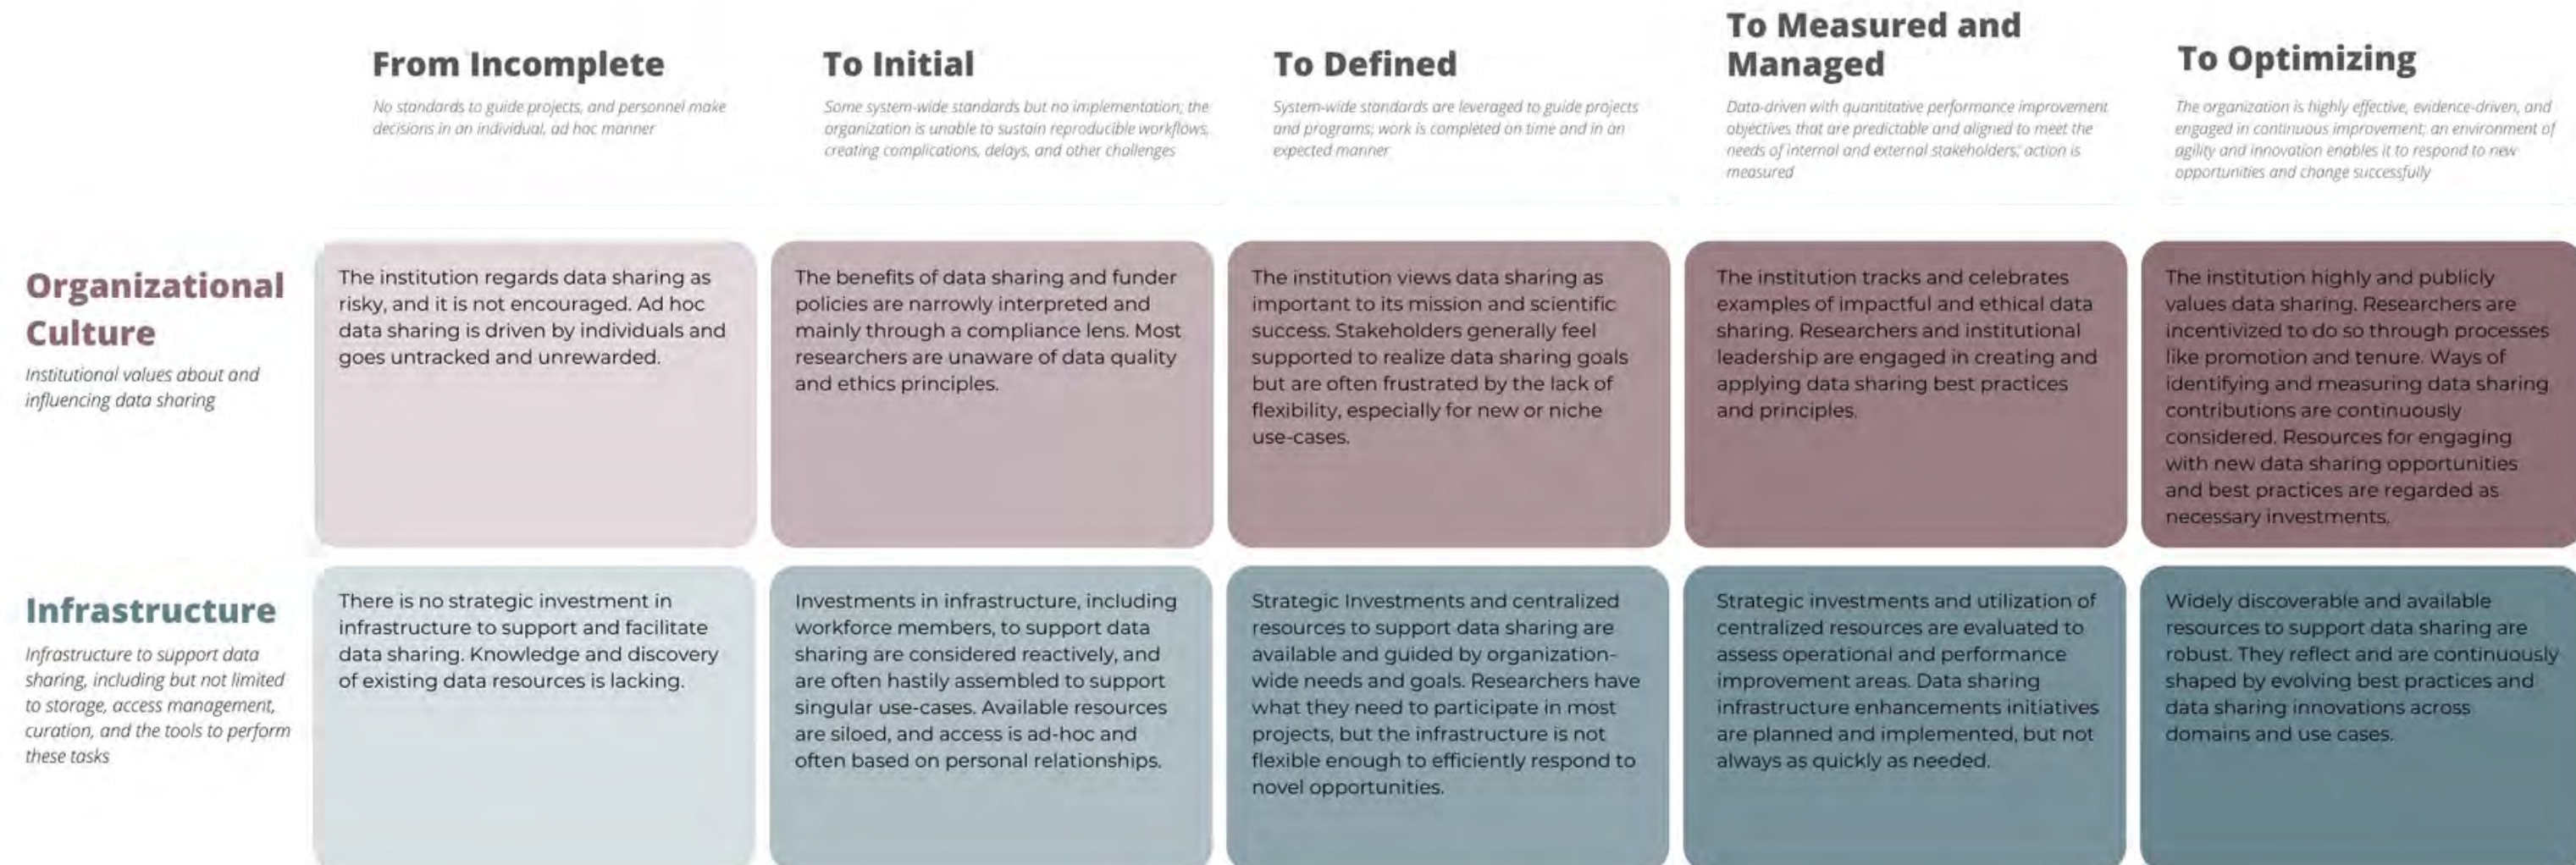 From Incomplete
No standards to guide projects, and personnel make
decisions in an individual, ad hoc manner
To Initial
Some system-wide standards but no implementation; the
organization is unable to sustain reproducible workflows,
creating complications, delays, and other challenges
To Defined
System-wide standards are leveraged to guide projects
and programs; work is completed on time and in an
expected manner
To Measured and
Managed
Data-driven with quantitative performance improvement
objectives that are predictable and aligned to meet the
needs of internal and external stakeholders; action is
measured
To Optimizing
The organization is highly effective, evidence-driven, and
engaged in continuous improvement; an environment of
agility and innovation enables it to respond to new
opportunities and change successfully
Organizational
Culture
Institutional values about and
influencing data sharing
The institution regards data sharing as
risky, and it is not encouraged. Ad hoc
data sharing is driven by individuals and
goes untracked and unrewarded.
The benefits of data sharing and funder
policies are narrowly interpreted and
mainly through a compliance lens. Most
researchers are unaware of data quality
and ethics principles.
The institution views data sharing as
important to its mission and scientific
success. Stakeholders generally feel
supported to realize data sharing goals
but are often frustrated by the lack of
flexibility, especially for new or niche
use-cases.
The institution tracks and celebrates
examples of impactful and ethical data
sharing. Researchers and institutional
leadership are engaged in creating and
applying data sharing best practices
and principles.
The institution highly and publicly
values data sharing. Researchers are
incentivized to do so through processes
like promotion and tenure. Ways of
identifying and measuring data sharing
contributions are continuously
considered. Resources for engaging
with new data sharing opportunities
and best practices are regarded as
necessary investments.
Infrastructure
Infrastructure to support data
sharing, including but not limited
to storage, access management,
curation, and the tools to perform
these tasks
There is no strategic investment in
infrastructure to support and facilitate
data sharing. Knowledge and discovery
of existing data resources is lacking.
Investments in infrastructure, including
workforce members, to support data
sharing are considered reactively, and
are often hastily assembled to support
singular use-cases. Available resources
are siloed, and access is ad-hoc and
often based on personal relationships.
Strategic Investments and centralized
resources to support data sharing are
available and guided by organization-
wide needs and goals. Researchers have
what they need to participate in most
projects, but the infrastructure is not
flexible enough to efficiently respond to
novel opportunities.
Strategic investments and utilization of
centralized resources are evaluated to
assess operational and performance
improvement areas. Data sharing
infrastructure enhancements initiatives
are planned and implemented, but not
always as quickly as needed.
Widely discoverable and available
resources to support data sharing are
robust. They reflect and are continuously
shaped by evolving best practices and
data sharing innovations across
domains and use cases.